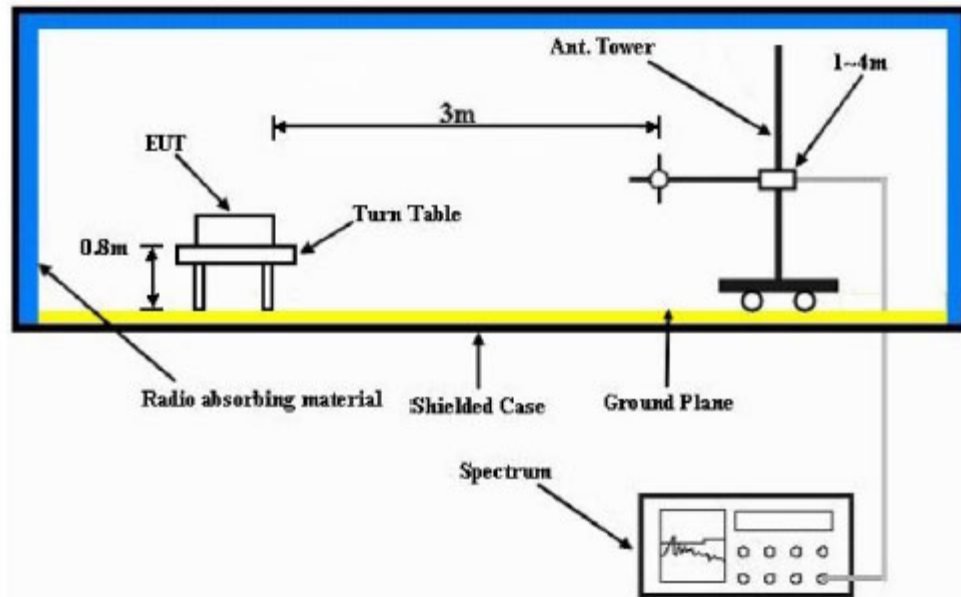 Ant. Tower
1~4m
3m
EUT
Turn Table
0.8m
Radio absorbing material
Shielded Case
Ground Plane
Spectrum